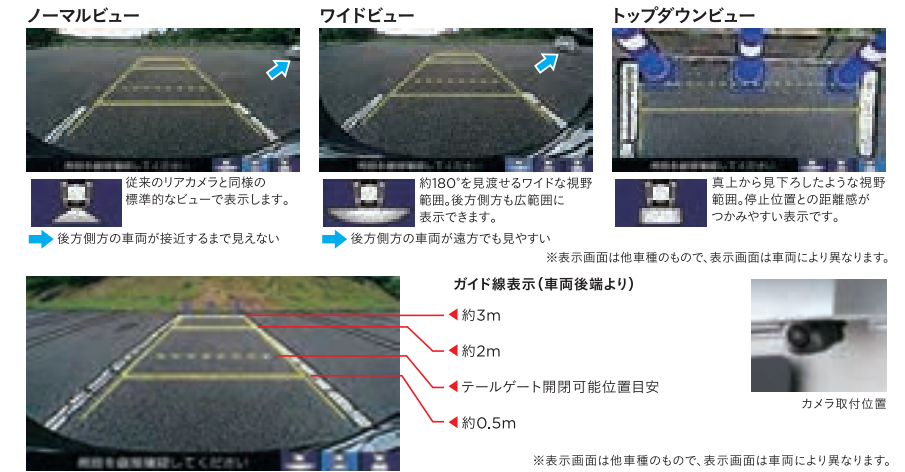 ノーマルビュー
従来のリアカメラと同様の
標準的なビューで表示します。
後方側方の車両が接近するまで見えない
ワイドビュー
約180°を見渡せるワイドな視野
範囲。後方側方も広範囲に
表示できます。
後方側方の車両が遠方でも見やすい
トップダウンビュー
真上から見下ろしたような視野
範囲。停止位置との距離感が
つかみやすい表示です。
※表示画面は他車種のもので、表示画面は車両により異なります。
ガイド線表示（車両後端より）
約3m
約2m
テールゲート開閉可能位置目安
約0.5m
カメラ取付位置
※表示画面は他車種のもので、表示画面は車両により異なります。